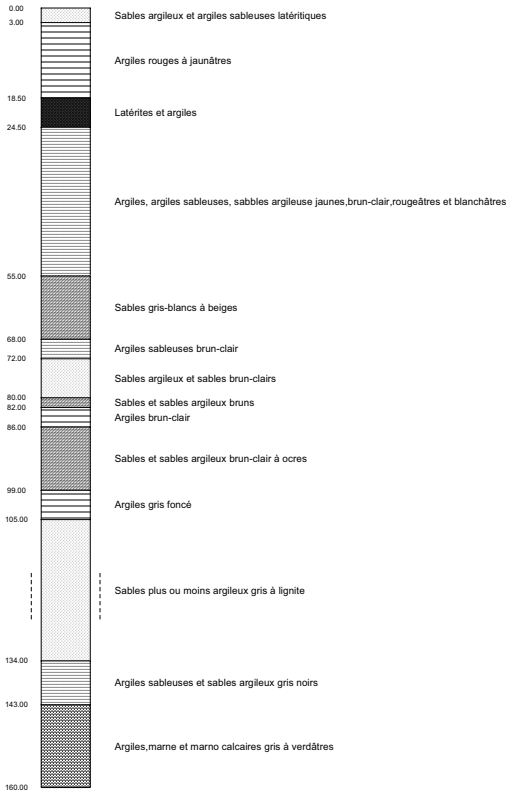 0.00
Sables argileux et argiles sableuses latéritiques
3.00
Argiles rouges à jaunâtres
18.50
Latérites et argiles
24.50
Argiles, argiles sableuses, sabbles argileuse jaunes,brun-clair,rougeâtres et blanchâtres
55.00
Sables gris-blancs à beiges
68.00
Argiles sableuses brun-clair
72.00
Sables argileux et sables brun-clairs
80.00
Sables et sables argileux bruns
82.00
Argiles brun-clair
86.00
Sables et sables argileux brun-clair à ocres
99.00
Argiles gris foncé
105.00
Sables plus ou moins argileux gris à lignite
134.00
Argiles sableuses et sables argileux gris noirs
143.00
Argiles,marne et marno calcaires gris à verdâtres
160.00